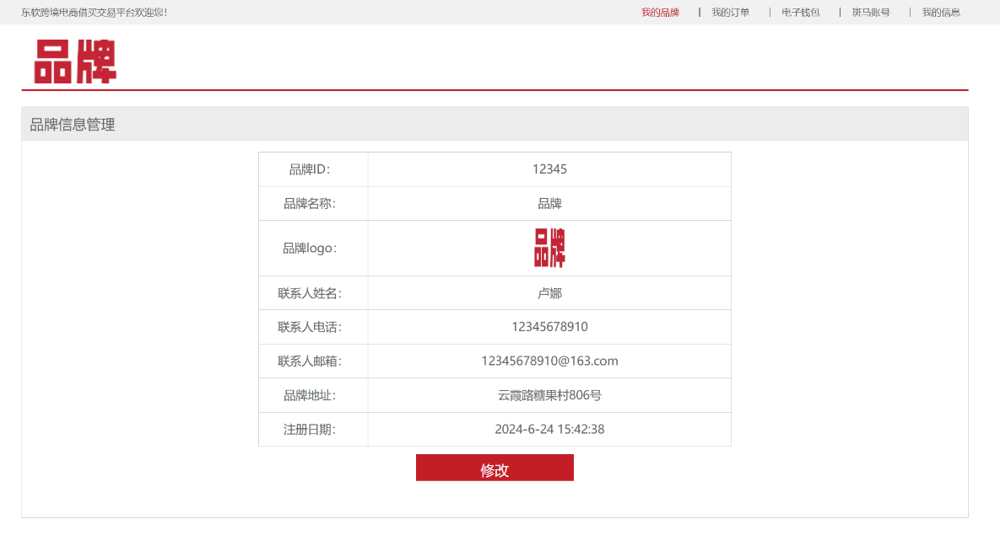 东软跨境电商借买交易平台欢迎您！
我的品牌 | 我的订单 | 电子钱包 | 斑马账号 | 我的信息
品牌
品牌信息管理
品牌ID： 12345
品牌名称： 品牌
品牌logo： 品牌
联系人姓名： 卢娜
联系人电话： 12345678910
联系人邮箱： 12345678910@163.com
品牌地址： 云霞路糖果村806号
注册日期： 2024-6-24 15:42:38
修改